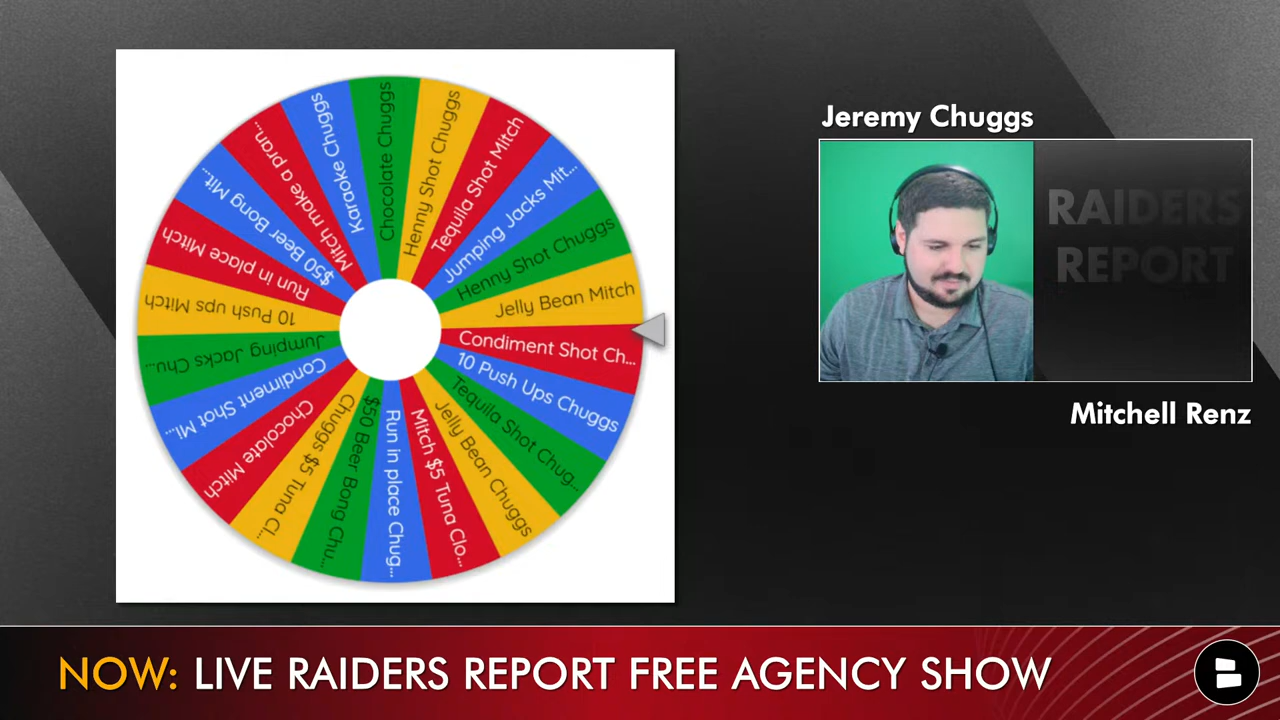 Jeremy Chuggs
RAIDERS
REPORT
Mitchell Renz
Chocolate Chuggs
Henny Shot Chuggs
Tequila Shot Mitch
Jumping Jacks Mit...
Henny Shot Chuggs
Jelly Bean Mitch
Condiment Shot Ch...
10 Push Ups Chuggs
Tequila Shot Chug...
Jelly Bean Chuggs
Mitch $5 Tuna Clo...
Run in place Chug...
$50 Beer Bong Chu...
Chuggs $5 Tuna Cl...
Chocolate Mitch
Condiment Shot Mi...
Jumping Jacks Chu...
10 Push ups Mitch
Run in place Mitch
$50 Beer Bong Mit...
Mitch make a pran...
Karaoke Chuggs
NOW: LIVE RAIDERS REPORT FREE AGENCY SHOW